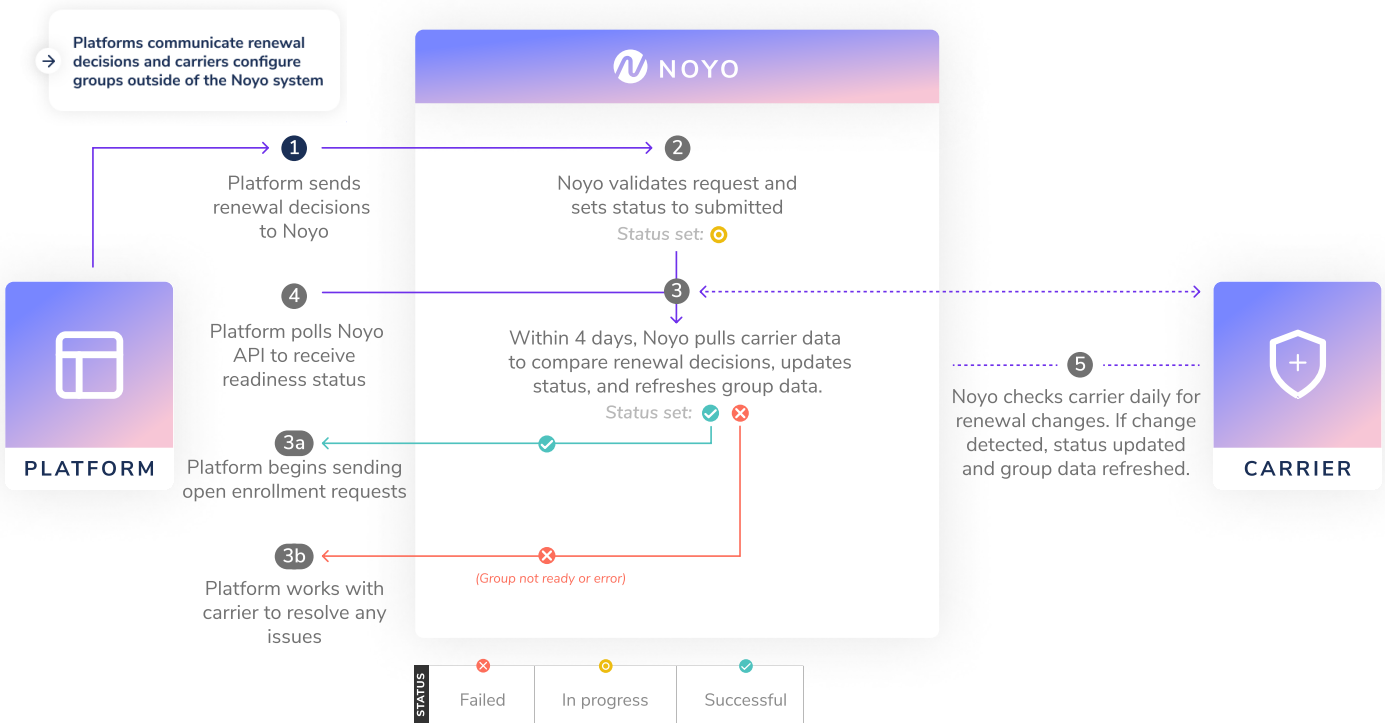 Platforms communicate renewal
decisions and carriers configure
groups outside of the Noyo system
NOYO
1
Platform sends
renewal decisions
to Noyo
2
Noyo validates request and
sets status to submitted
Status set:
4
Platform polls Noyo
API to receive
readiness status
3
Within 4 days, Noyo pulls carrier data
to compare renewal decisions, updates
status, and refreshes group data.
Status set:
5
Noyo checks carrier daily for
renewal changes. If change
detected, status updated
and group data refreshed.
PLATFORM
CARRIER
3a
Platform begins sending
open enrollment requests
3b
Platform works with
carrier to resolve any
issues
(Group not ready or error)
STATUS
Failed
In progress
Successful